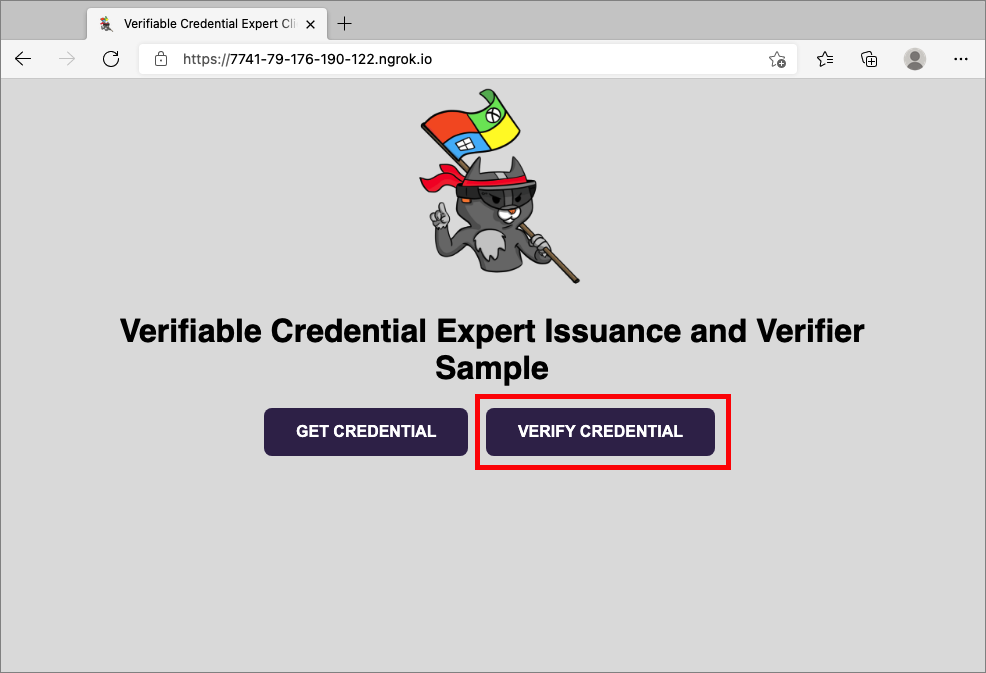 Verifiable Credential Expert Cli
https://7741-79-176-190-122.ngrok.io
Verifiable Credential Expert Issuance and Verifier
Sample
GET CREDENTIAL
VERIFY CREDENTIAL